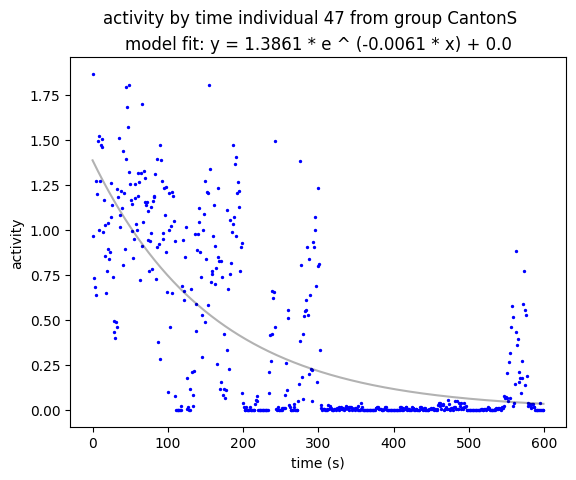 activity by time individual 47 from group CantonS
model fit: y = 1.3861 * e ^ (-0.0061 * x) + 0.0
1.75
1.50
1.25
1.00
0.75
0.50
0.25
0.00
activity
0 100 200 300 400 500 600
time (s)